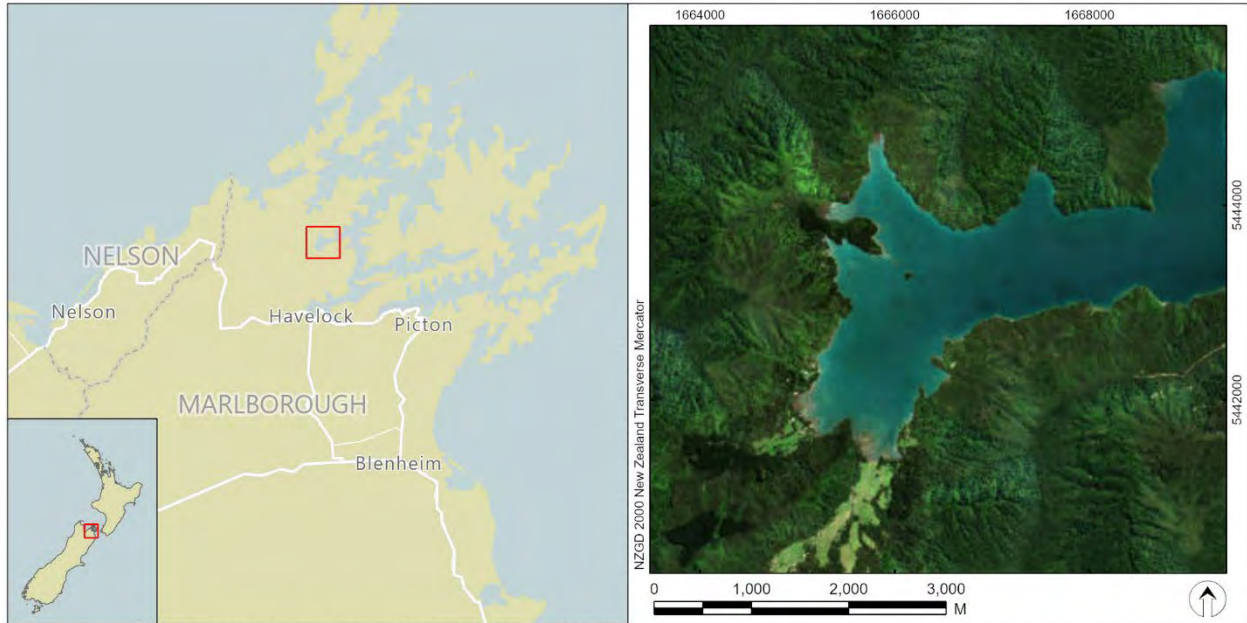 NELSON
Nelson
Havelock
Picton
MARLBOROUGH
Blenheim
1664000
1666000
1668000
5444000
5442000
NZGD 2000 New Zealand Transverse Mercator
0 1,000 2,000 3,000
M